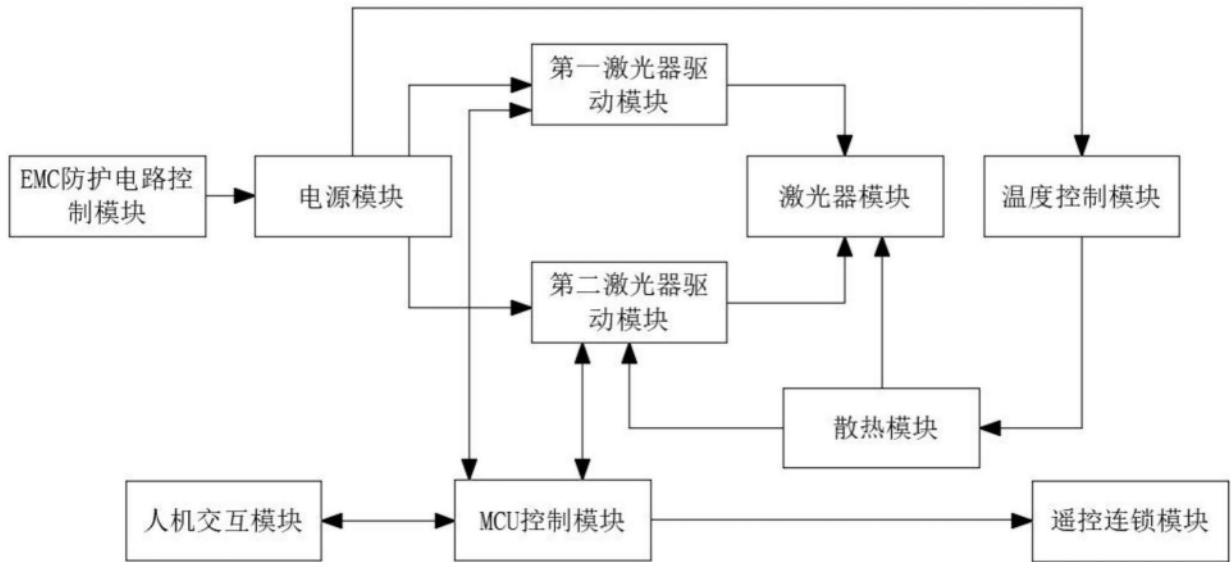 第一激光器驱
动模块
EMC防护电路控
制模块
电源模块
激光器模块
温度控制模块
第二激光器驱
动模块
散热模块
人机交互模块
MCU控制模块
遥控连锁模块